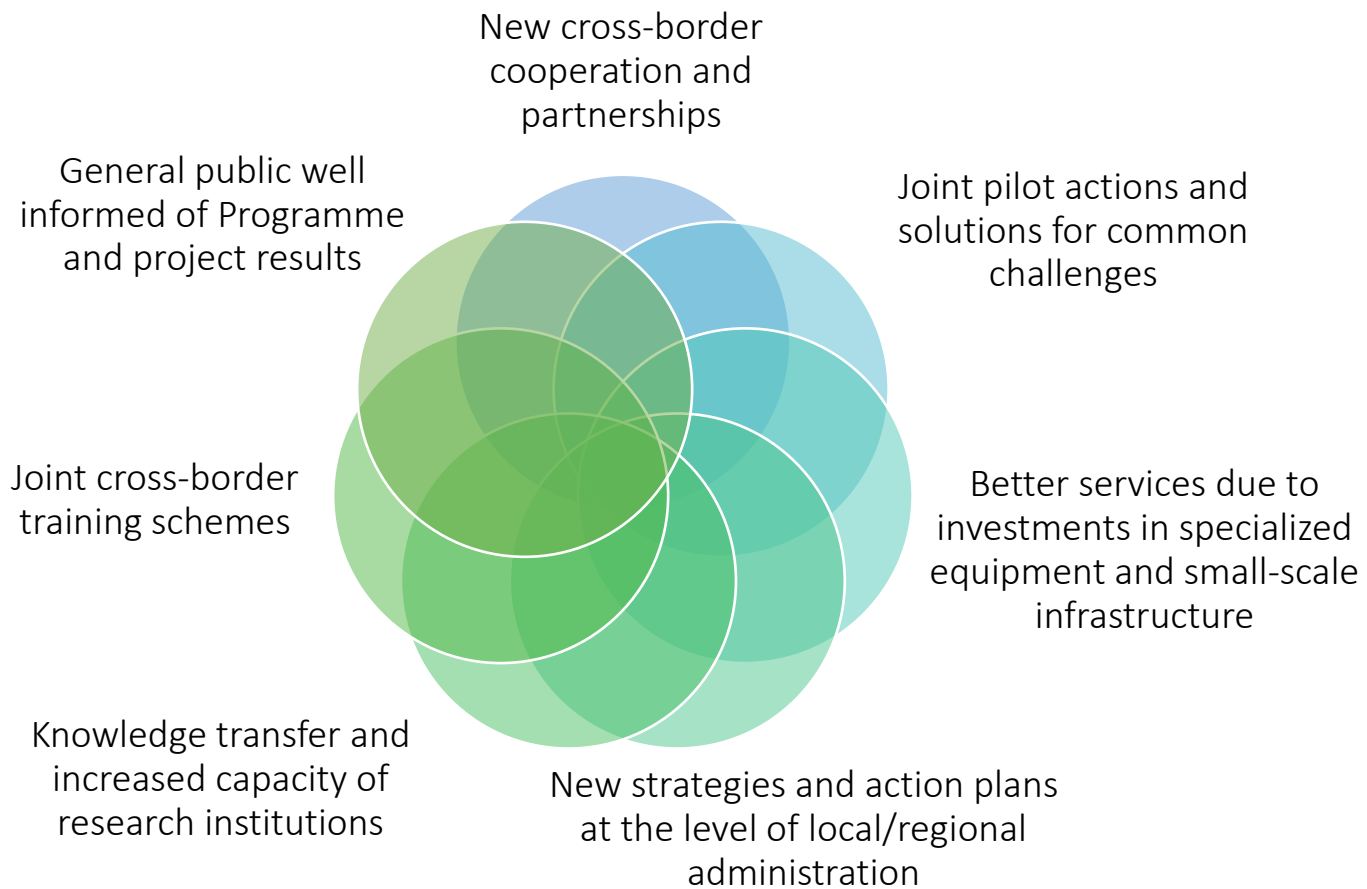 New cross-border
cooperation and
partnerships
Joint pilot actions and
solutions for common
challenges
Better services due to
investments in specialized
equipment and small-scale
infrastructure
New strategies and action plans
at the level of local/regional
administration
Knowledge transfer and
increased capacity of
research institutions
Joint cross-border
training schemes
General public well
informed of Programme
and project results